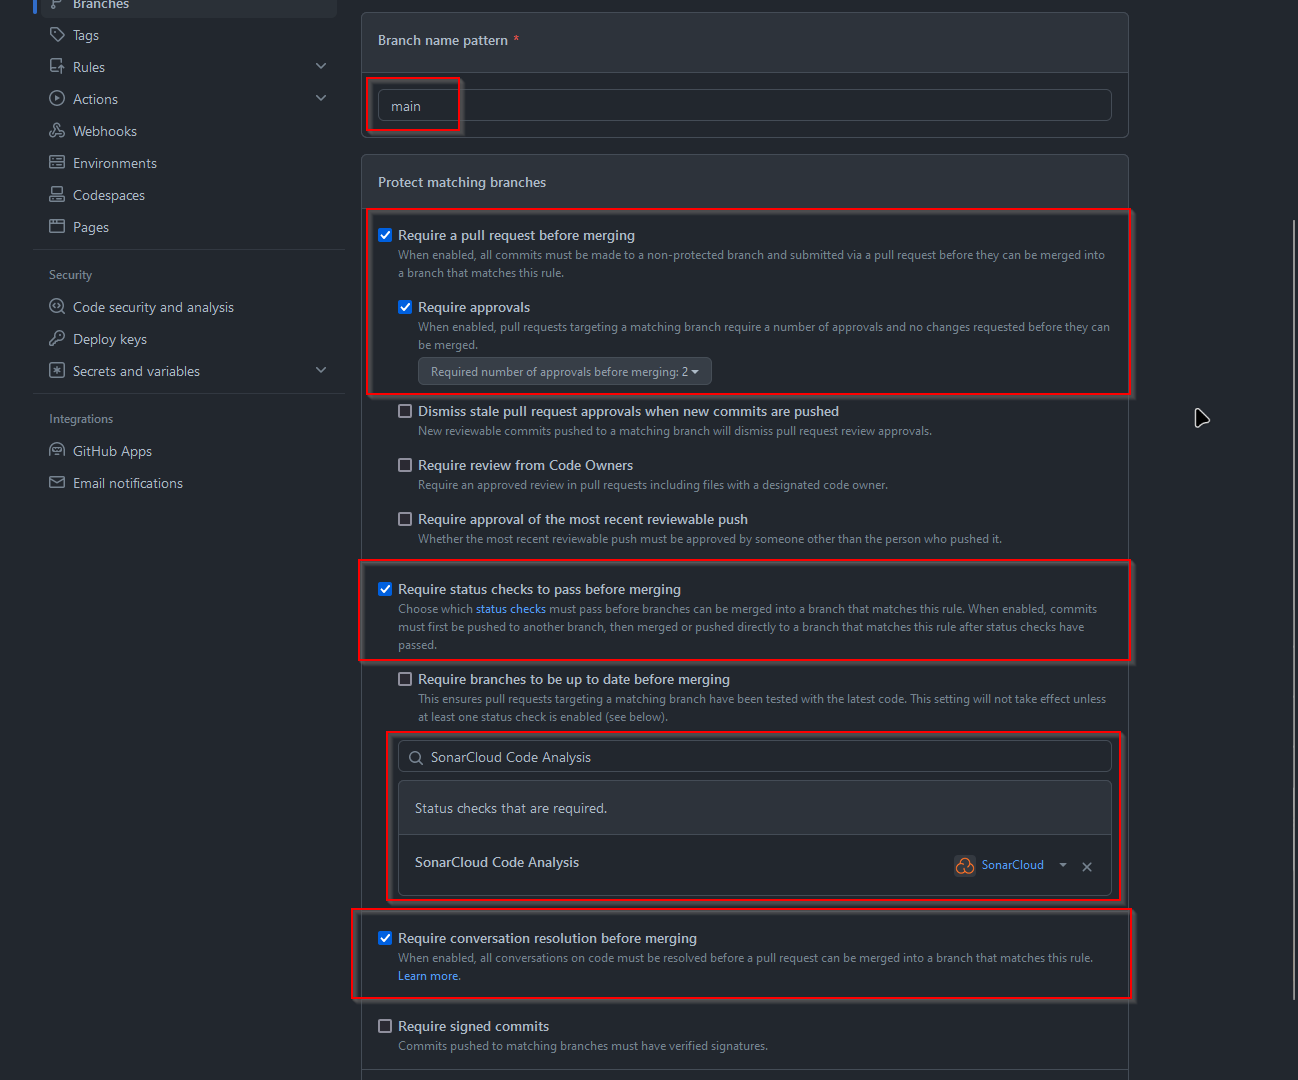 Branches
Tags
Rules
Actions
Webhooks
Environments
Codespaces
Pages
Security
Code security and analysis
Deploy keys
Secrets and variables
Integrations
GitHub Apps
Email notifications
Branch name pattern *
main
Protect matching branches
Require a pull request before merging
When enabled, all commits must be made to a non-protected branch and submitted via a pull request before they can be merged into
a branch that matches this rule.
Require approvals
When enabled, pull requests targeting a matching branch require a number of approvals and no changes requested before they can
be merged.
Required number of approvals before merging: 2
Dismiss stale pull request approvals when new commits are pushed
New reviewable commits pushed to a matching branch will dismiss pull request review approvals.
Require review from Code Owners
Require an approved review in pull requests including files with a designated code owner.
Require approval of the most recent reviewable push
Whether the most recent reviewable push must be approved by someone other than the person who pushed it.
Require status checks to pass before merging
Choose which status checks must pass before branches can be merged into a branch that matches this rule. When enabled, commits
must first be pushed to another branch, then merged or pushed directly to a branch that matches this rule after status checks have
passed.
Require branches to be up to date before merging
This ensures pull requests targeting a matching branch have been tested with the latest code. This setting will not take effect unless
at least one status check is enabled (see below).
SonarCloud Code Analysis
Status checks that are required.
SonarCloud Code Analysis
SonarCloud
Require conversation resolution before merging
When enabled, all conversations on code must be resolved before a pull request can be merged into a branch that matches this rule.
Learn more.
Require signed commits
Commits pushed to matching branches must have verified signatures.